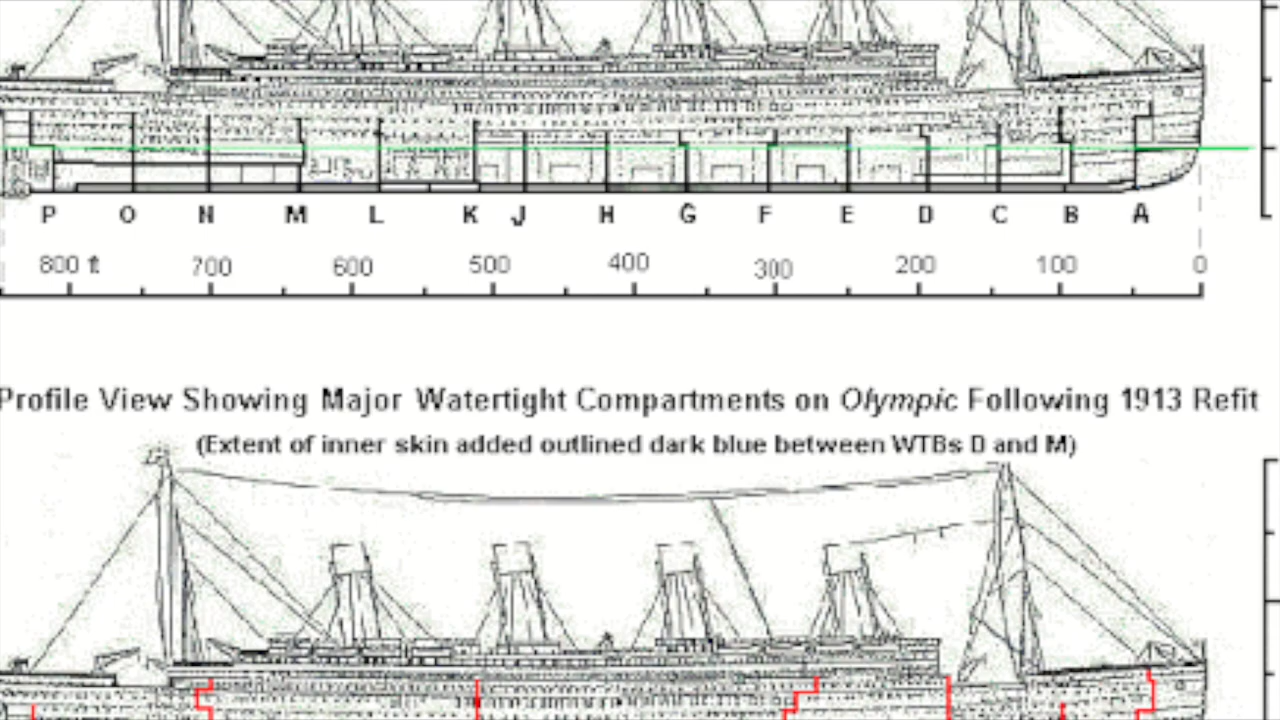 P O N M L K J H G F E D C B A
800 ft 700 600 500 400 300 200 100 0
Profile View Showing Major Watertight Compartments on Olympic Following 1913 Refit
(Extent of inner skin added outlined dark blue between WTBs D and M)